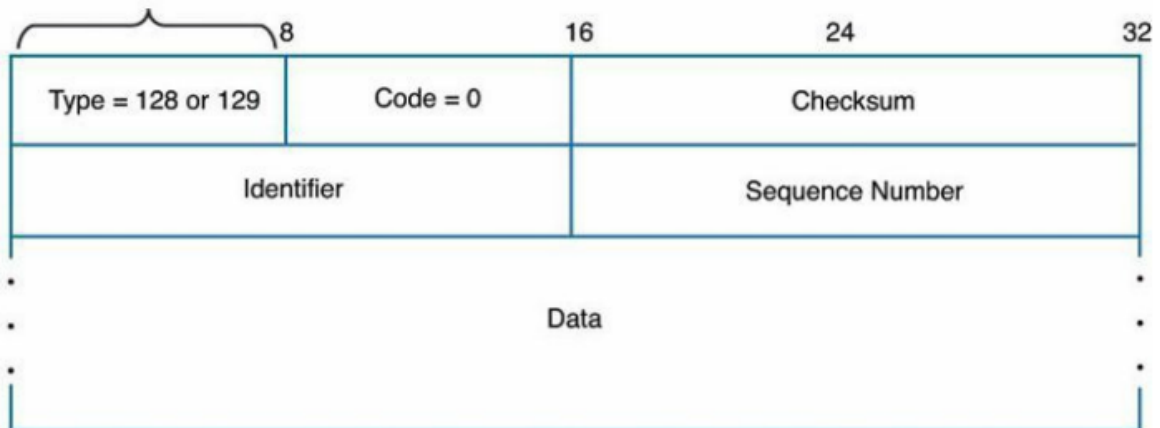 8 16 24 32
Type = 128 or 129 Code = 0 Checksum
Identifier Sequence Number
Data